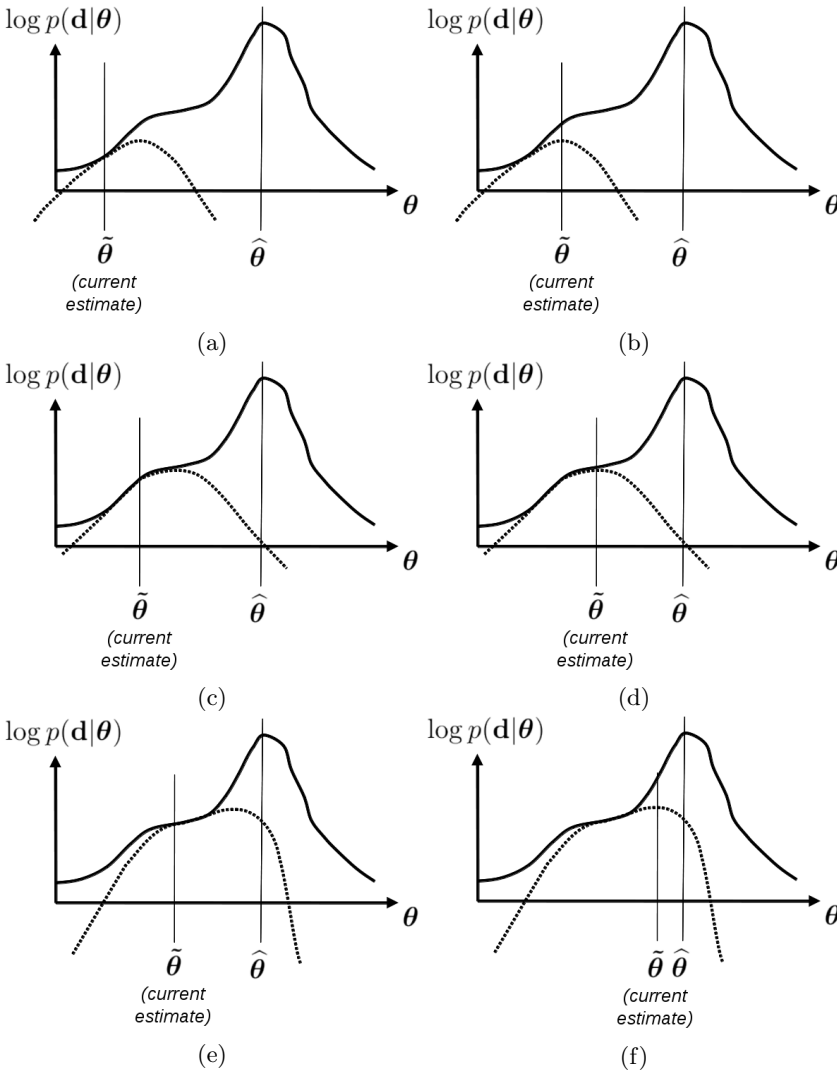 log p(d|θ)
θ
θ̃
θ̂
(current
estimate)
(a)
log p(d|θ)
θ
θ̃
θ̂
(current
estimate)
(b)
log p(d|θ)
θ
θ̃
θ̂
(current
estimate)
(c)
log p(d|θ)
θ
θ̃
θ̂
(current
estimate)
(d)
log p(d|θ)
θ
θ̃
θ̂
(current
estimate)
(e)
log p(d|θ)
θ
θ̃ θ̂
(current
estimate)
(f)